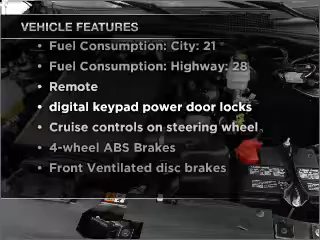 VEHICLE FEATURES
• Fuel Consumption: City: 21
• Fuel Consumption: Highway: 28
• Remote
• digital keypad power door locks
• Cruise controls on steering wheel
• 4-wheel ABS Brakes
• Front Ventilated disc brakes